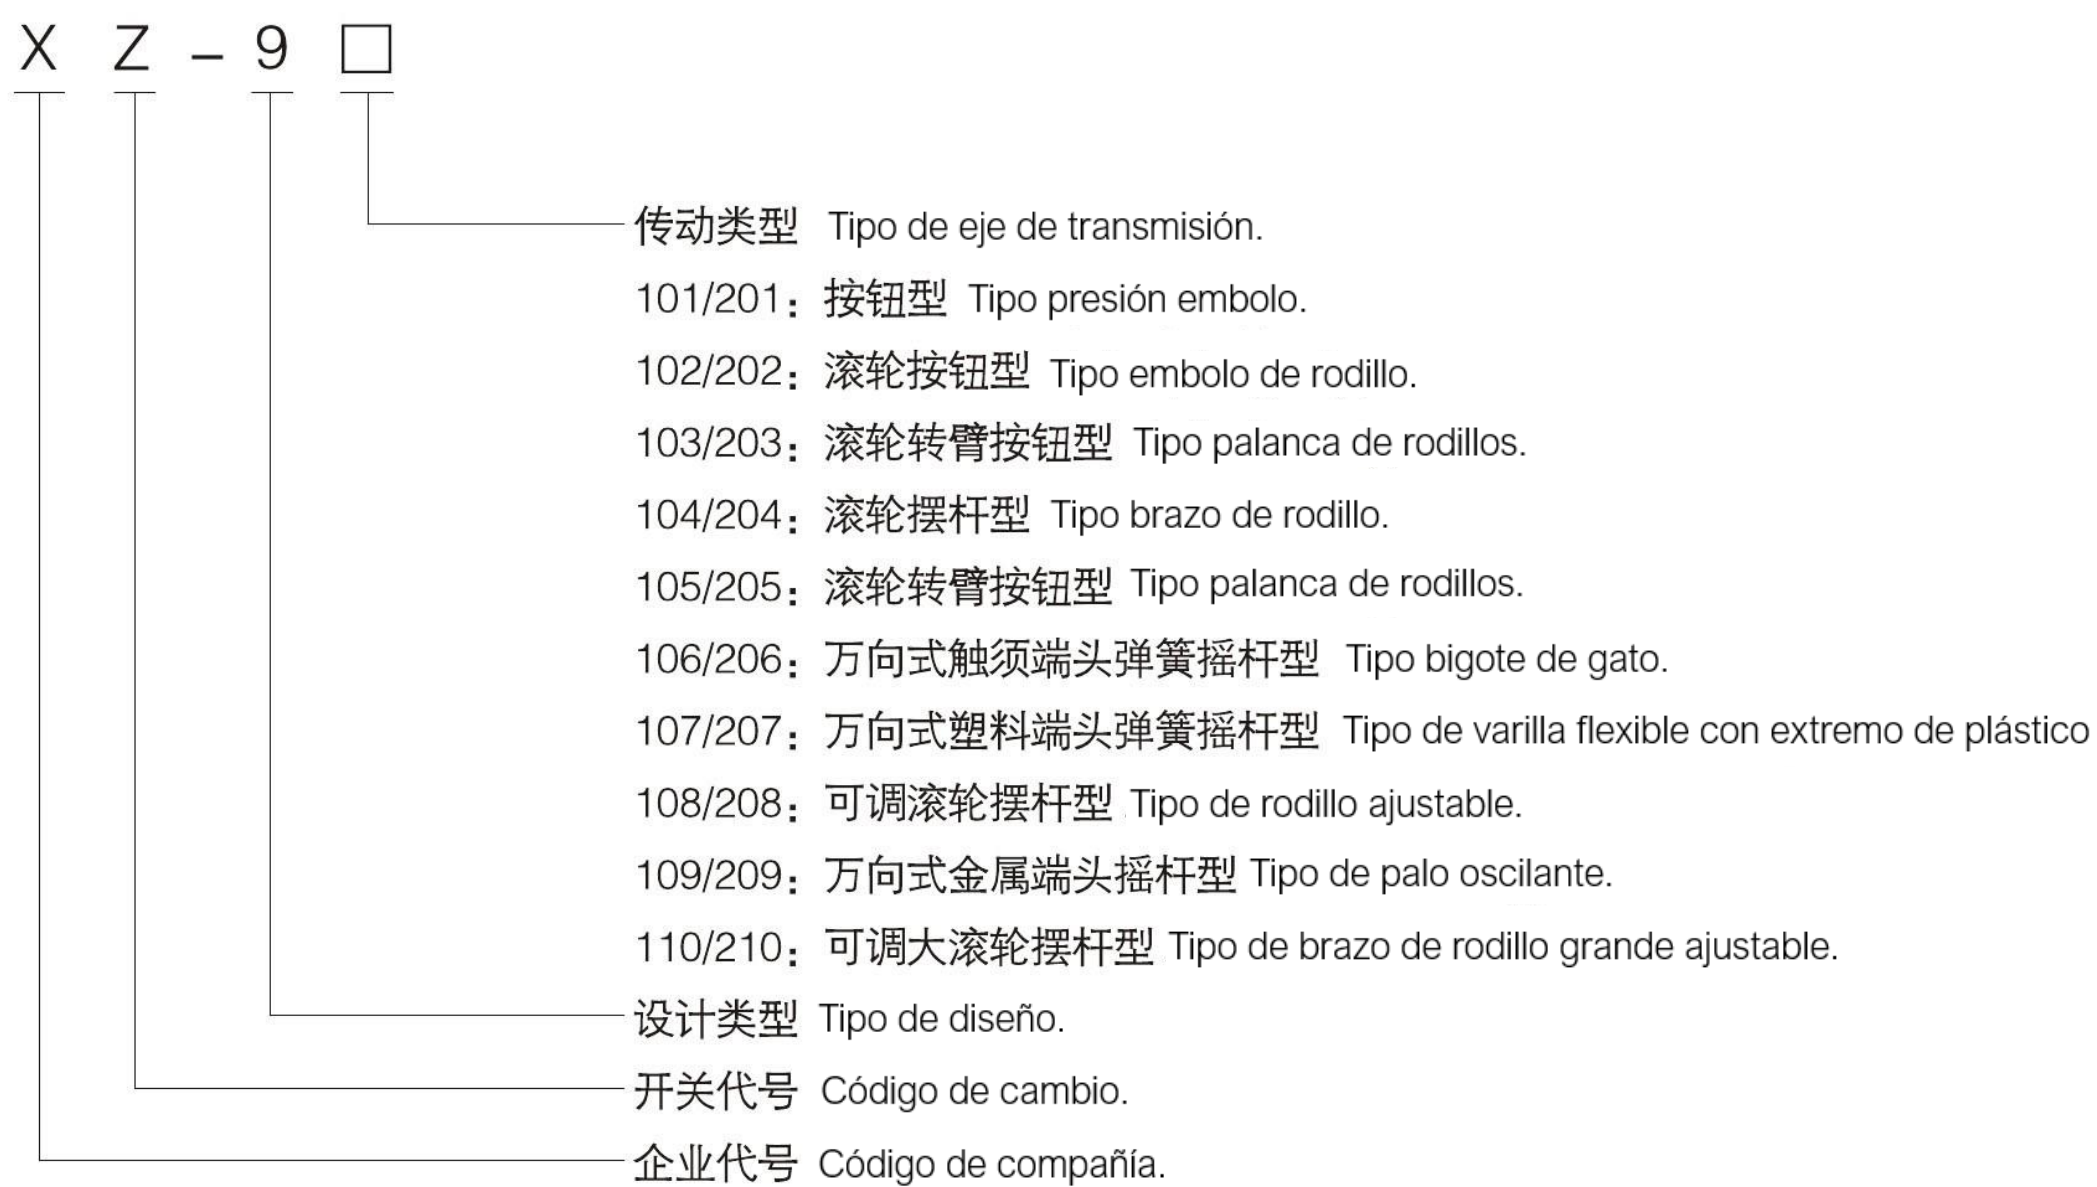 X Z - 9 □
传动类型 Tipo de eje de transmisión.
101/201: 按钮型 Tipo presión embolo.
102/202: 滚轮按钮型 Tipo embolo de rodillo.
103/203: 滚轮转臂按钮型 Tipo palanca de rodillos.
104/204: 滚轮摆杆型 Tipo brazo de rodillo.
105/205: 滚轮转臂按钮型 Tipo palanca de rodillos.
106/206: 万向式触须端头弹簧摇杆型 Tipo bigote de gato.
107/207: 万向式塑料端头弹簧摇杆型 Tipo de varilla flexible con extremo de plástico
108/208: 可调滚轮摆杆型 Tipo de rodillo ajustable.
109/209: 万向式金属端头摇杆型 Tipo de palo oscilante.
110/210: 可调大滚轮摆杆型 Tipo de brazo de rodillo grande ajustable.
设计类型 Tipo de diseño.
开关代号 Código de cambio.
企业代号 Código de compañía.